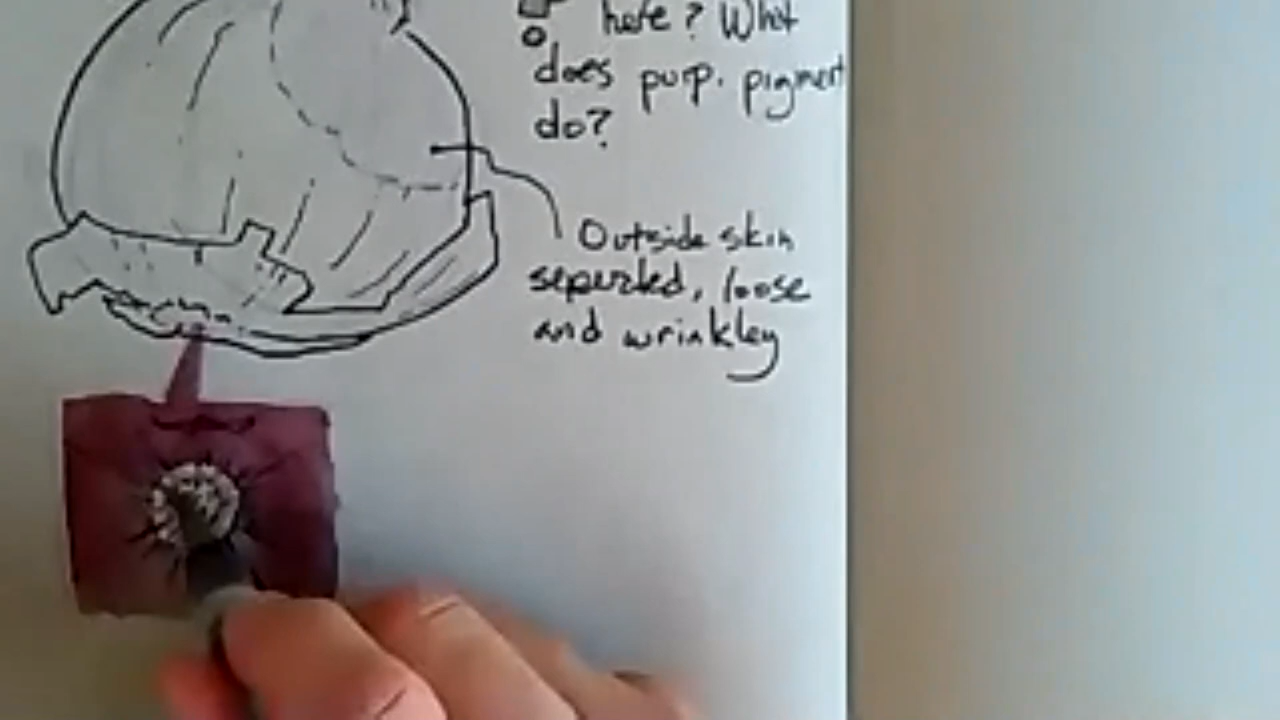 here? What
does purp. pigment
do?
Outside skin
seperated, loose
and wrinkley